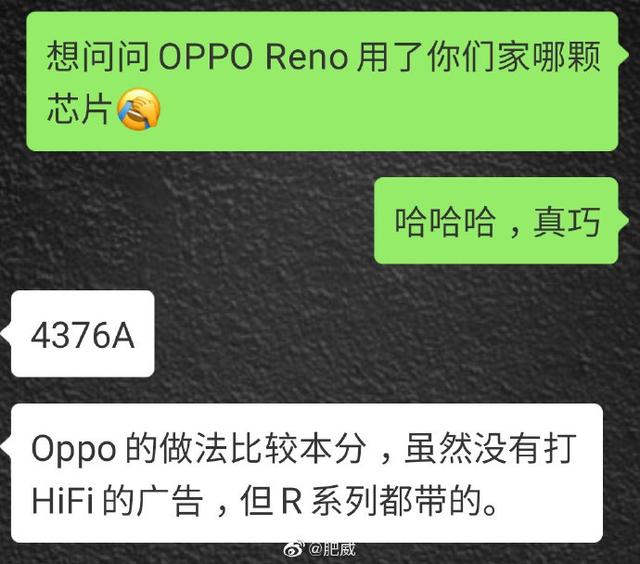 想问问 OPPO Reno 用了你们家哪颗
芯片🤦
哈哈哈，真巧
4376A
Oppo 的做法比较本分，虽然没有打
HiFi 的广告，但 R 系列都带的。
@肥威